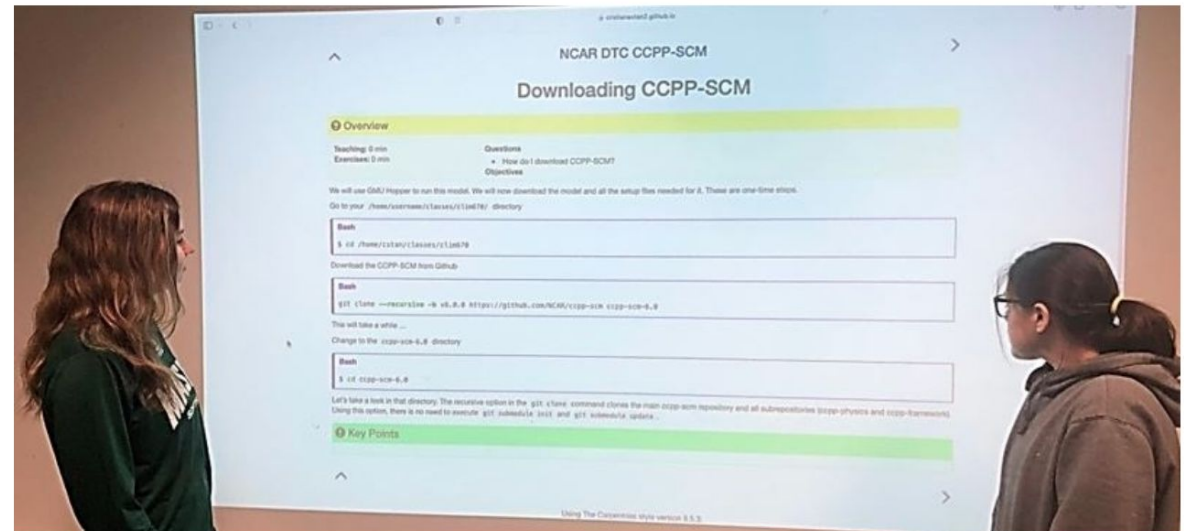 NCAR DTC CCPP-SCM
Downloading CCPP-SCM
Overview
Teaching: 0 min
Exercises: 0 min
Questions
How do I download CCPP-SCM?
Objectives
We will use GMU Hopper to run this model. We will now download the model and all the setup files needed for it. These are one-time steps.
Go to your /home/username/classes/clim670/ directory
Bash
$ cd /home/cstan/classes/clim670
Download the CCPP-SCM from Github
Bash
git clone --recursive -b v6.0.0 https://github.com/NCAR/ccpp-scm ccpp-scm-6.0
This will take a while ...
Change to the ccpp-scm-6.0 directory
Bash
$ cd ccpp-scm-6.0
Let's take a look in that directory. The recursive option in the git clone command clones the main ccpp-scm repository and all subrepositories (ccpp-physics and ccpp-framework).
Using this option, there is no need to execute git submodule init and git submodule update .
Key Points
Using The Carpentries style version 9.5.3